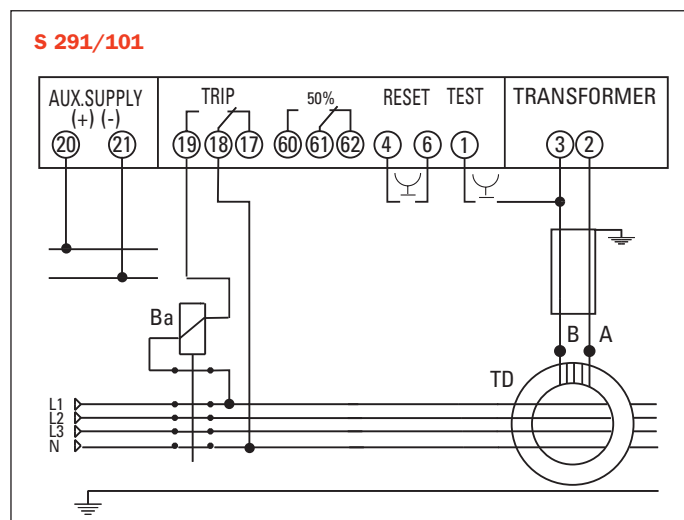 S 291/101
AUX.SUPPLY TRIP 50% RESET TEST TRANSFORMER
(+) (-)
20 21 19 18 17 60 61 62 4 6 1 3 2
Ba
B A
TD
L1
L2
L3
N